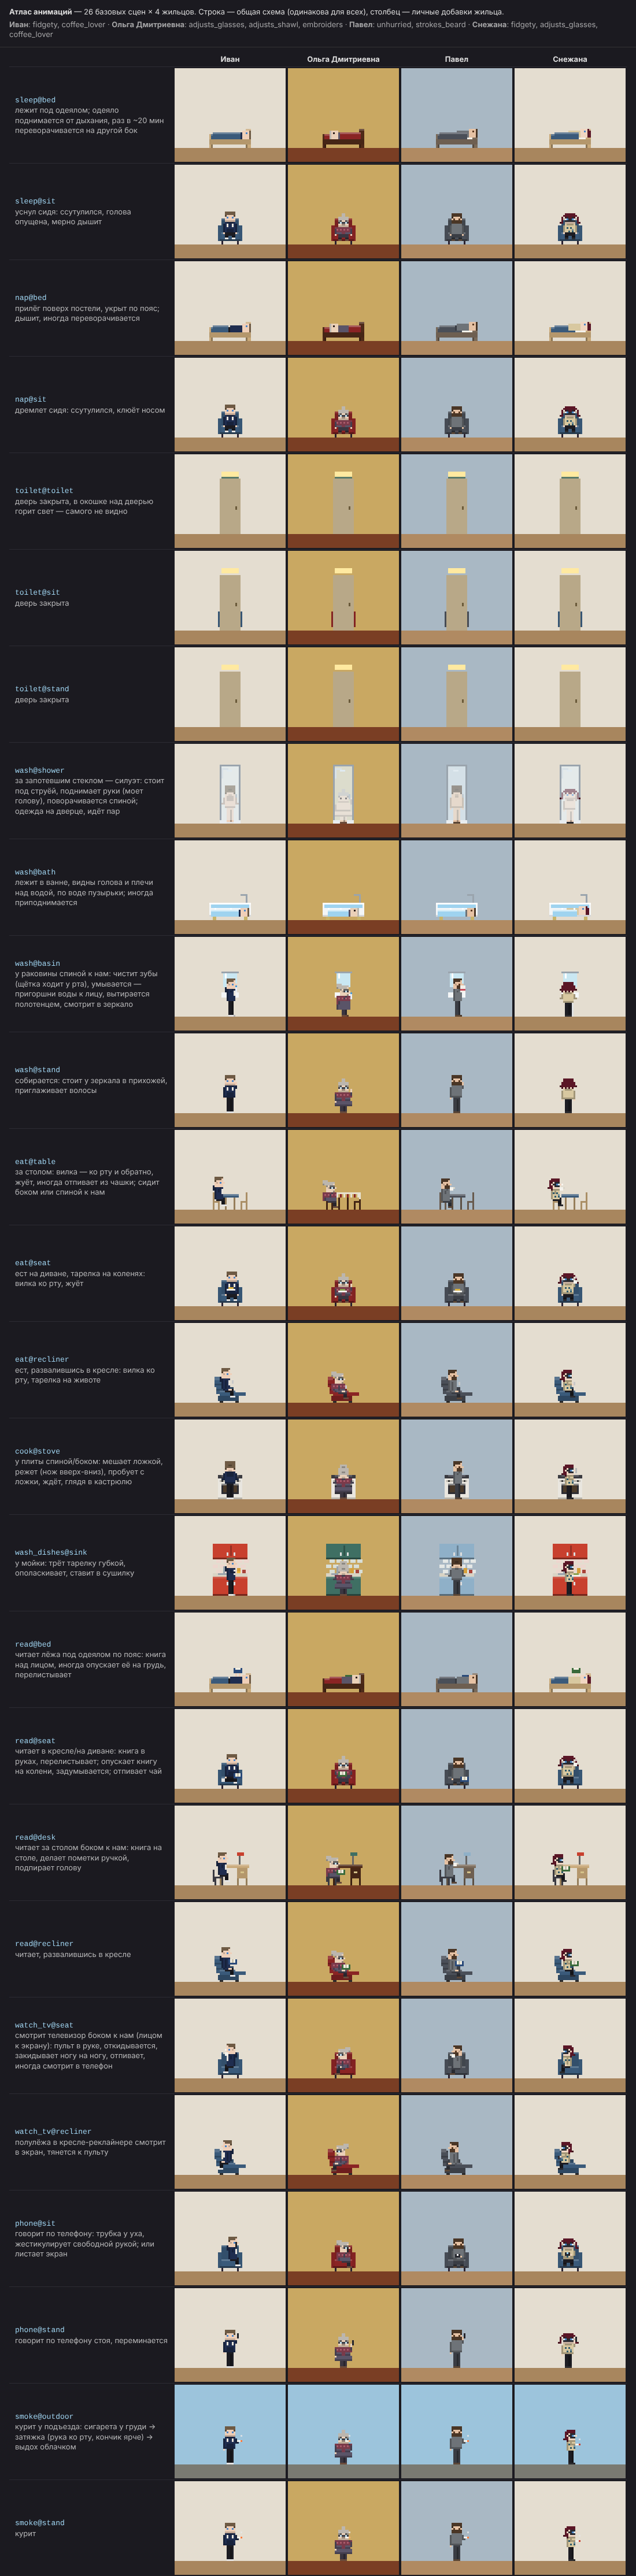 Атлас анимаций — 26 базовых сцен × 4 жильцов. Строка — общая схема (одинакова для всех), столбец — личные добавки жильца.
Иван: fidgety, coffee_lover · Ольга Дмитриевна: adjusts_glasses, adjusts_shawl, embroiders · Павел: unhurried, strokes_beard · Снежана: fidgety, adjusts_glasses,
coffee_lover
Иван Ольга Дмитриевна Павел Снежана
sleep@bed
лежит под одеялом; одеяло
поднимается от дыхания, раз в ~20 мин
переворачивается на другой бок
sleep@sit
уснул сидя: ссутулился, голова
опущена, мерно дышит
nap@bed
прилёг поверх постели, укрыт по пояс;
дышит, иногда переворачивается
nap@sit
дремлет сидя: ссутулился, клюёт носом
toilet@toilet
дверь закрыта, в окошке над дверью
горит свет — самого не видно
toilet@sit
дверь закрыта
toilet@stand
дверь закрыта
wash@shower
за запотевшим стеклом — силуэт: стоит
под струёй, поднимает руки (моет
голову), поворачивается спиной;
одежда на дверце, идёт пар
wash@bath
лежит в ванне, видны голова и плечи
над водой, по воде пузырьки; иногда
приподнимается
wash@basin
у раковины спиной к нам: чистит зубы
(щётка ходит у рта), умывается —
пригоршни воды к лицу, вытирается
полотенцем, смотрит в зеркало
wash@stand
собирается: стоит у зеркала в прихожей,
приглаживает волосы
eat@table
за столом: вилка — ко рту и обратно,
жуёт, иногда отпивает из чашки; сидит
боком или спиной к нам
eat@seat
ест на диване, тарелка на коленях:
вилка ко рту, жуёт
eat@recliner
ест, развалившись в кресле: вилка ко
рту, тарелка на животе
cook@stove
у плиты спиной/боком: мешает ложкой,
режет (нож вверх-вниз), пробует с
ложки, ждёт, глядя в кастрюлю
wash_dishes@sink
у мойки: трёт тарелку губкой,
ополаскивает, ставит в сушилку
read@bed
читает лёжа под одеялом по пояс: книга
над лицом, иногда опускает её на грудь,
перелистывает
read@seat
читает в кресле/на диване: книга в
руках, перелистывает; опускает книгу
на колени, задумывается; отпивает чай
read@desk
читает за столом боком к нам: книга на
столе, делает пометки ручкой,
подпирает голову
read@recliner
читает, развалившись в кресле
watch_tv@seat
смотрит телевизор боком к нам (лицом
к экрану): пульт в руке, откидывается,
закидывает ногу на ногу, отпивает,
иногда смотрит в телефон
watch_tv@recliner
полулёжа в кресле-реклайнере смотрит
в экран, тянется к пульту
phone@sit
говорит по телефону: трубка у уха,
жестикулирует свободной рукой; или
листает экран
phone@stand
говорит по телефону стоя, переминается
smoke@outdoor
курит у подъезда: сигарета у груди →
затяжка (рука ко рту, кончик ярче) →
выдох облачком
smoke@stand
курит